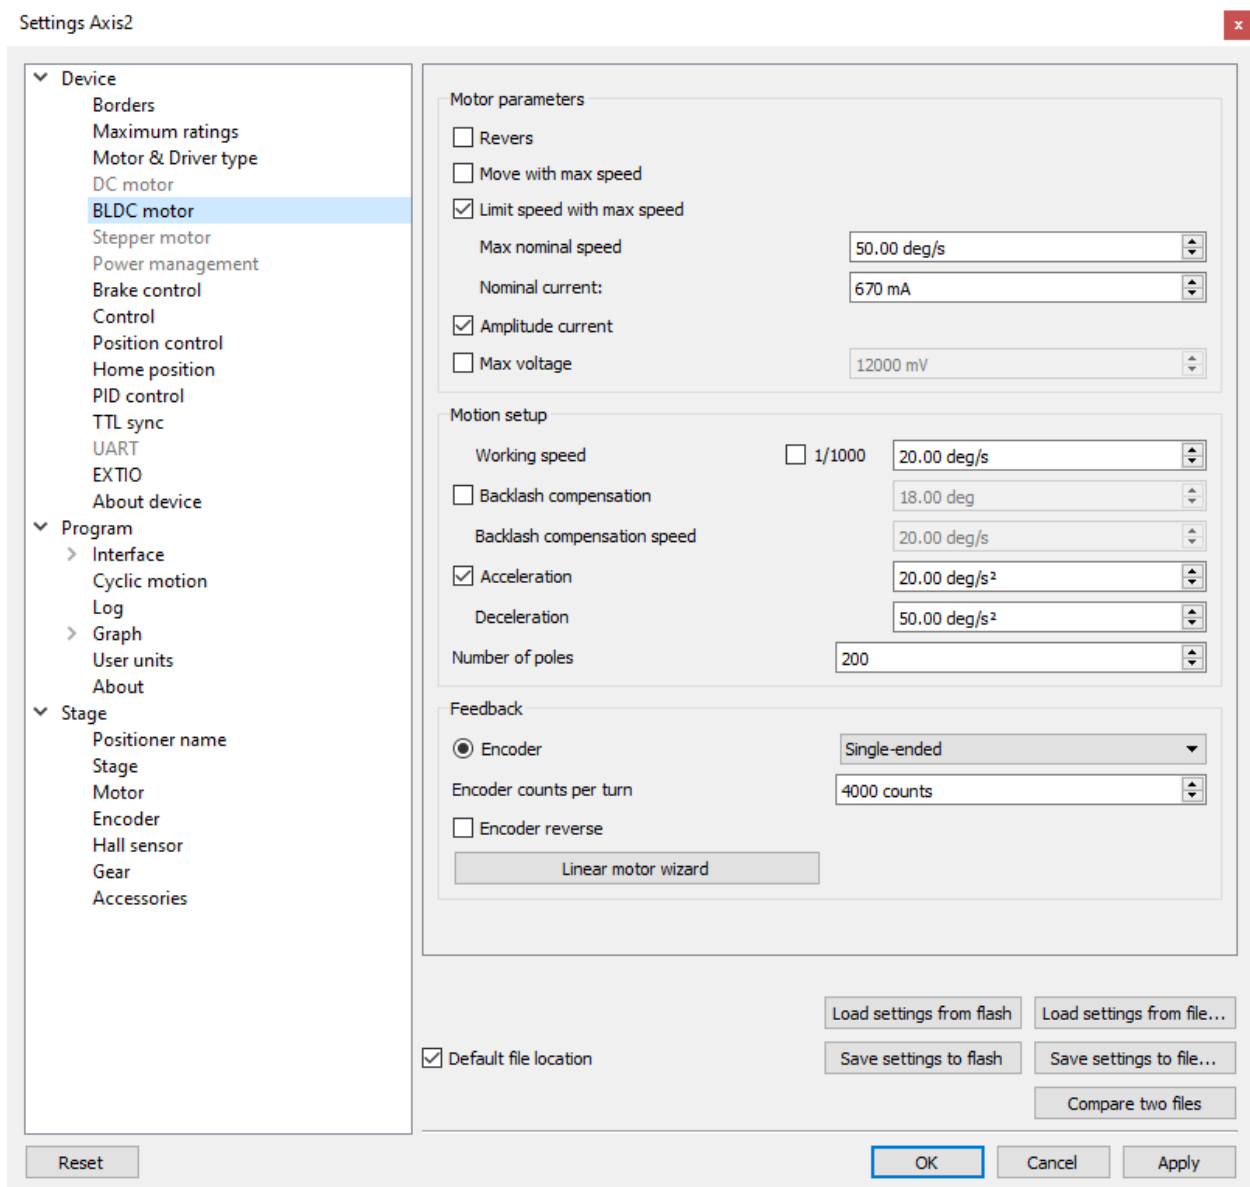 Settings Axis2
x
Device
Borders
Maximum ratings
Motor & Driver type
DC motor
BLDC motor
Stepper motor
Power management
Brake control
Control
Position control
Home position
PID control
TTL sync
UART
EXTIO
About device
Program
Interface
Cyclic motion
Log
Graph
User units
About
Stage
Positioner name
Stage
Motor
Encoder
Hall sensor
Gear
Accessories
Motor parameters
Revers
Move with max speed
Limit speed with max speed
Max nominal speed 50.00 deg/s
Nominal current: 670 mA
Amplitude current
Max voltage 12000 mV
Motion setup
Working speed 1/1000 20.00 deg/s
Backlash compensation 18.00 deg
Backlash compensation speed 20.00 deg/s
Acceleration 20.00 deg/s²
Deceleration 50.00 deg/s²
Number of poles 200
Feedback
Encoder Single-ended
Encoder counts per turn 4000 counts
Encoder reverse
Linear motor wizard
Load settings from flash Load settings from file...
Default file location Save settings to flash Save settings to file...
Compare two files
Reset OK Cancel Apply